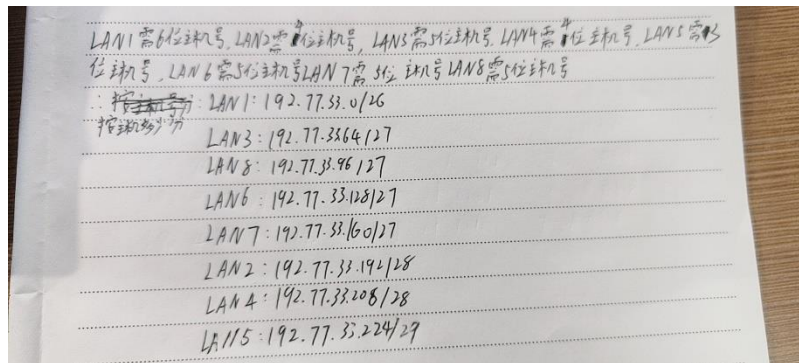 LAN1需6位主机号,LAN2需4位主机号,LAN3需5位主机号,LAN4需4位主机号,LAN5需3
位主机号,LAN6需5位主机号LAN7需5位主机号LAN8需5位主机号
∴ : LAN1: 192.77.33.0/26
按主机多少分
LAN3: 192.77.33.64/27
LAN8: 192.77.33.96/27
LAN6: 192.77.33.128/27
LAN7: 192.77.33.160/27
LAN2: 192.77.33.192/28
LAN4: 192.77.33.208/28
LAN5: 192.77.33.224/29